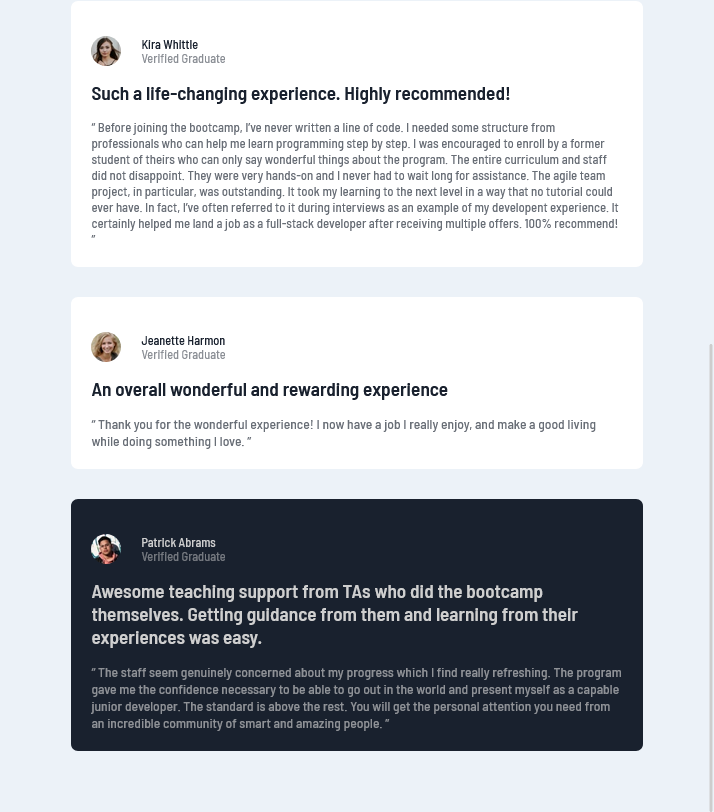 Kira Whittle
Verified Graduate
Such a life-changing experience. Highly recommended!
“ Before joining the bootcamp, I’ve never written a line of code. I needed some structure from
professionals who can help me learn programming step by step. I was encouraged to enroll by a former
student of theirs who can only say wonderful things about the program. The entire curriculum and staff
did not disappoint. They were very hands-on and I never had to wait long for assistance. The agile team
project, in particular, was outstanding. It took my learning to the next level in a way that no tutorial could
ever have. In fact, I’ve often referred to it during interviews as an example of my developent experience. It
certainly helped me land a job as a full-stack developer after receiving multiple offers. 100% recommend!
”
Jeanette Harmon
Verified Graduate
An overall wonderful and rewarding experience
“ Thank you for the wonderful experience! I now have a job I really enjoy, and make a good living
while doing something I love. ”
Patrick Abrams
Verified Graduate
Awesome teaching support from TAs who did the bootcamp
themselves. Getting guidance from them and learning from their
experiences was easy.
“ The staff seem genuinely concerned about my progress which I find really refreshing. The program
gave me the confidence necessary to be able to go out in the world and present myself as a capable
junior developer. The standard is above the rest. You will get the personal attention you need from
an incredible community of smart and amazing people. ”